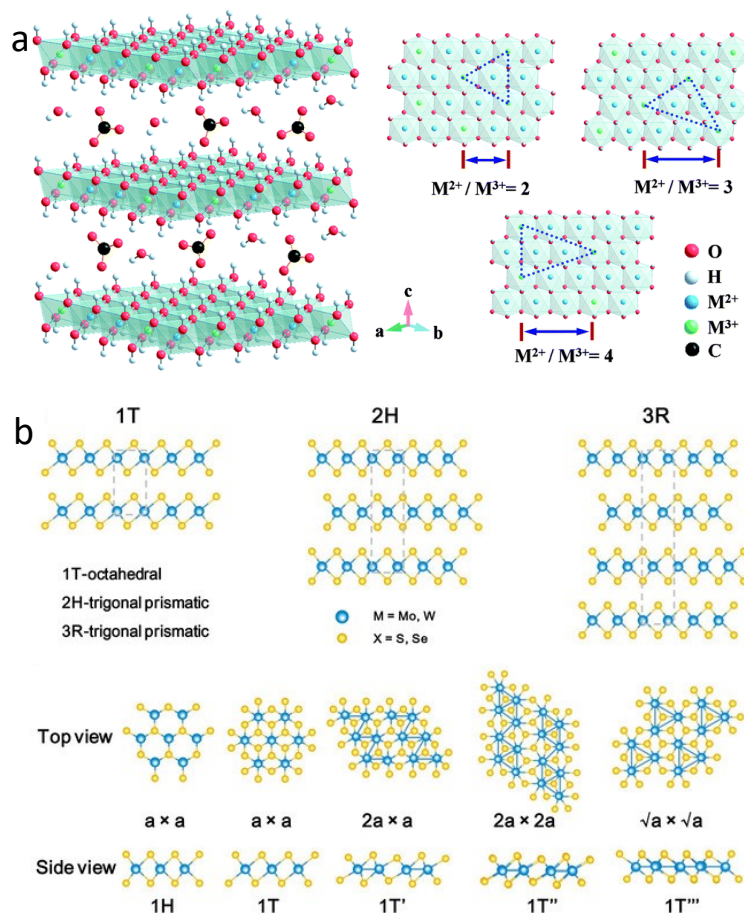 a
M²⁺ / M³⁺= 2
M²⁺ / M³⁺= 3
M²⁺ / M³⁺= 4
c
a
b
O
H
M²⁺
M³⁺
C
b
1T
2H
3R
1T-octahedral
2H-trigonal prismatic
3R-trigonal prismatic
M = Mo, W
X = S, Se
Top view
a × a
a × a
2a × a
2a × 2a
√a × √a
Side view
1H
1T
1T'
1T''
1T'''